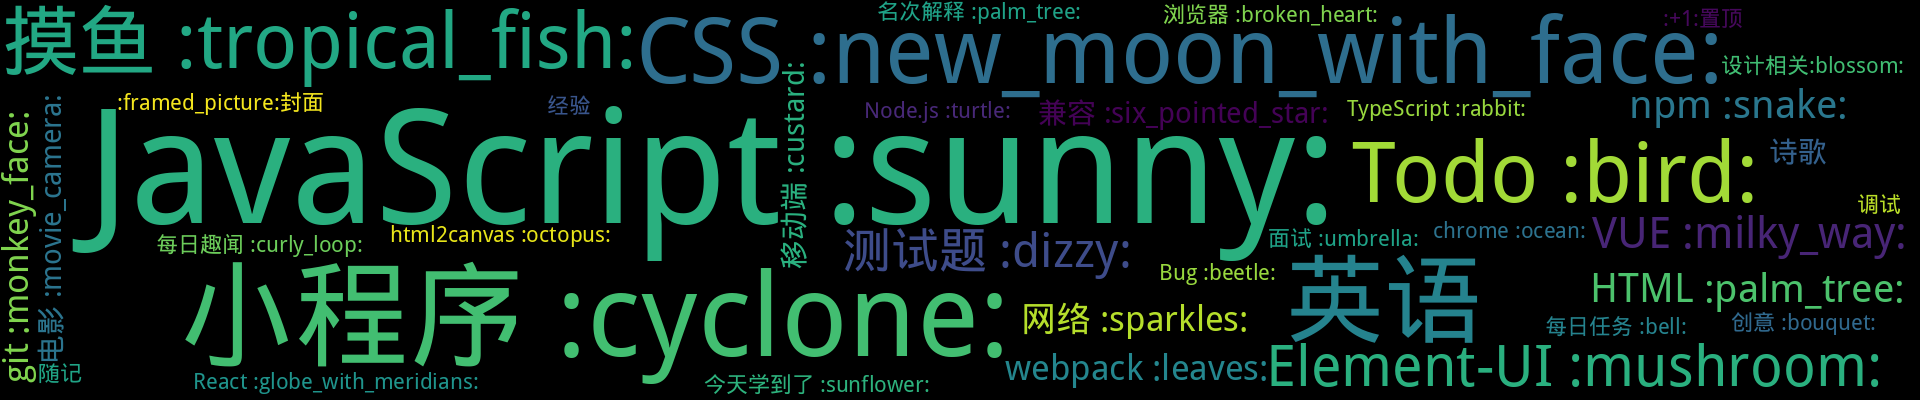 摸鱼 :tropical_fish:
CSS :new_moon_with_face:
名次解释 :palm_tree:
浏览器 :broken_heart:
:+1:置顶
设计相关:blossom:
:framed_picture:封面
经验
移动端 :custard:
Node.js :turtle:
兼容 :six_pointed_star:
TypeScript :rabbit:
npm :snake:
git :monkey_face:
电影 :movie_camera:
JavaScript :sunny:
Todo :bird:
诗歌
调试
每日趣闻 :curly_loop:
html2canvas :octopus:
测试题 :dizzy:
面试 :umbrella:
chrome :ocean:
VUE :milky_way:
小程序 :cyclone:
Bug :beetle:
英语
HTML :palm_tree:
网络 :sparkles:
每日任务 :bell:
创意 :bouquet:
随记
React :globe_with_meridians:
今天学到了 :sunflower:
webpack :leaves:
Element-UI :mushroom: